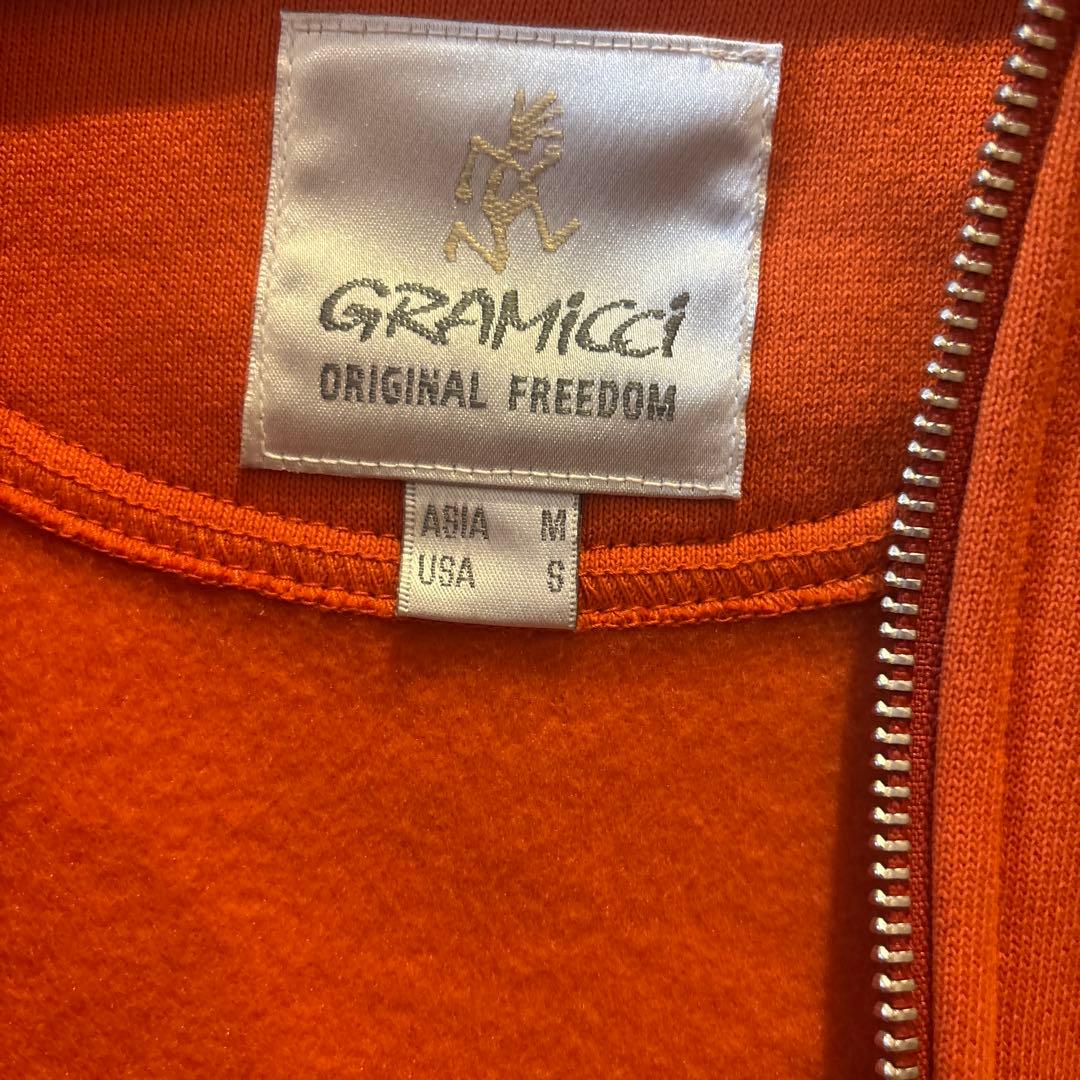 GRAMiCCi
ORIGINAL FREEDOM
ASIA M
USA S